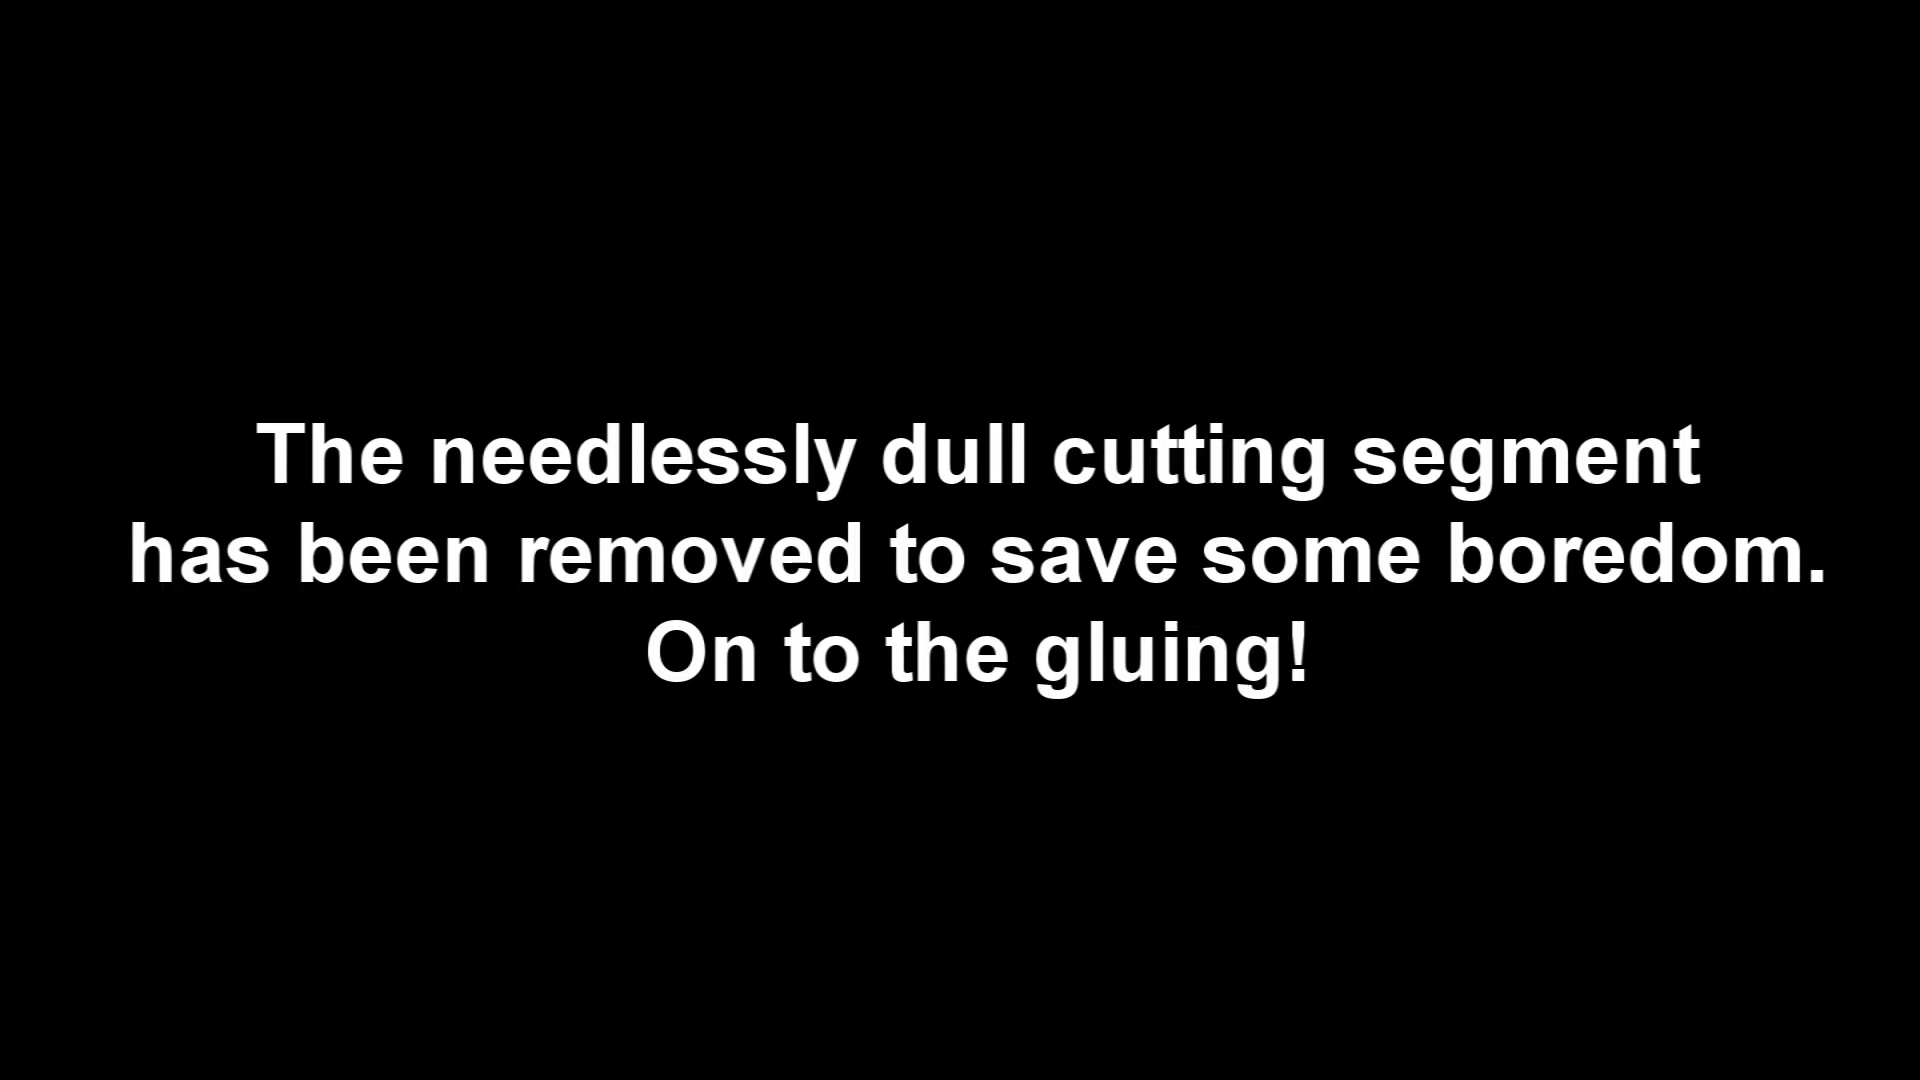 The needlessly dull cutting segment
has been removed to save some boredom.
On to the gluing!